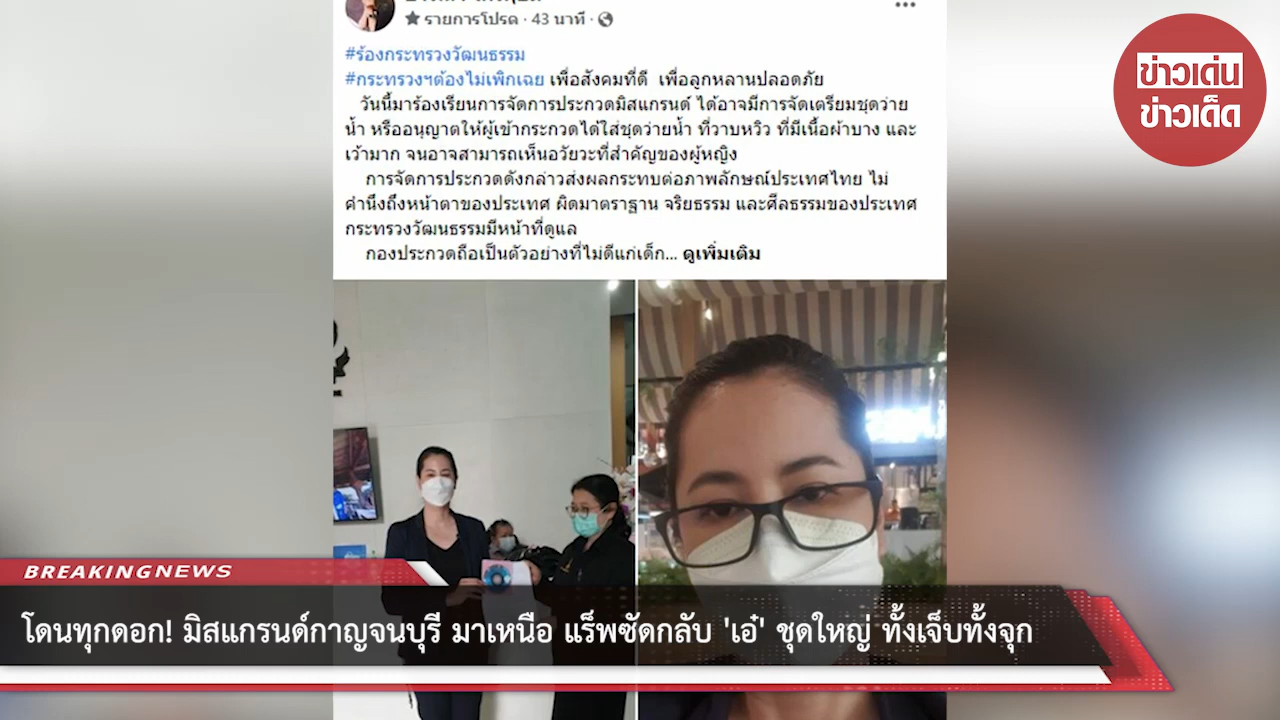 ★ รายการโปรด · 43 นาที ·
ข่าวเด่น
ข่าวเด็ด
#ร้องกระทรวงวัฒนธรรม
#กระทรวงฯต้องไม่เพิกเฉย เพื่อสังคมที่ดี เพื่อลูกหลานปลอดภัย
วันนี้มาร้องเรียนการจัดการประกวดมิสแกรนด์ ได้อาจมีการจัดเตรียมชุดว่าย
น้ำ หรืออนุญาตให้ผู้เข้ากระกวดได้ใส่ชุดว่ายน้ำ ที่วาบหวิว ที่มีเนื้อผ้าบาง และ
เว้ามาก จนอาจสามารถเห็นอวัยวะที่สำคัญของผู้หญิง
การจัดการประกวดดังกล่าวส่งผลกระทบต่อภาพลักษณ์ประเทศไทย ไม่
คำนึงถึงหน้าตาของประเทศ ผิดมาตราฐาน จริยธรรม และศีลธรรมของประเทศ
กระทรวงวัฒนธรรมมีหน้าที่ดูแล
กองประกวดถือเป็นตัวอย่างที่ไม่ดีแก่เด็ก... ดูเพิ่มเติม
BREAKING NEWS
โดนทุกดอก! มิสแกรนด์กาญจนบุรี มาเหนือ แร็พซัดกลับ 'เอ๋' ชุดใหญ่ ทั้งเจ็บทั้งจุก